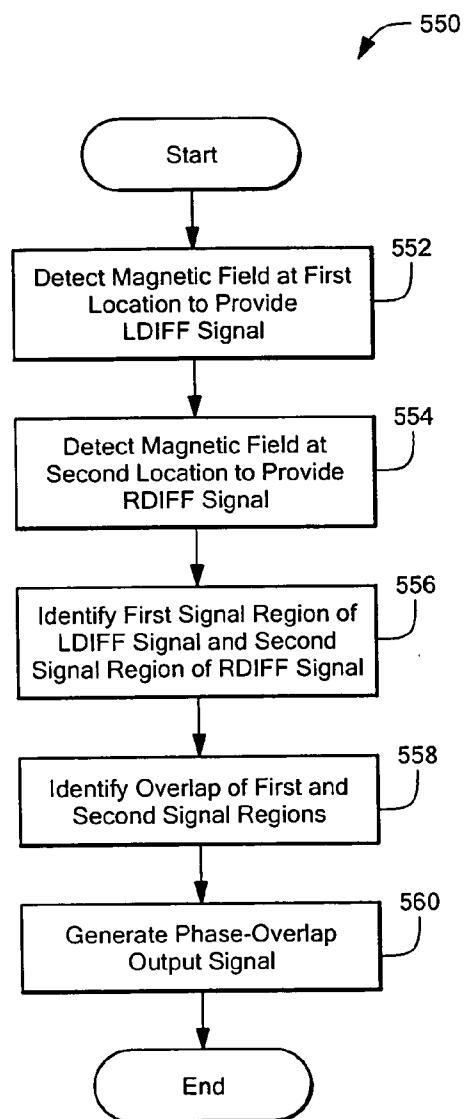 550
Start
552
Detect Magnetic Field at First
Location to Provide
LDIFF Signal
554
Detect Magnetic Field at
Second Location to Provide
RDIFF Signal
556
Identify First Signal Region of
LDIFF Signal and Second
Signal Region of RDIFF Signal
558
Identify Overlap of First and
Second Signal Regions
560
Generate Phase-Overlap
Output Signal
End